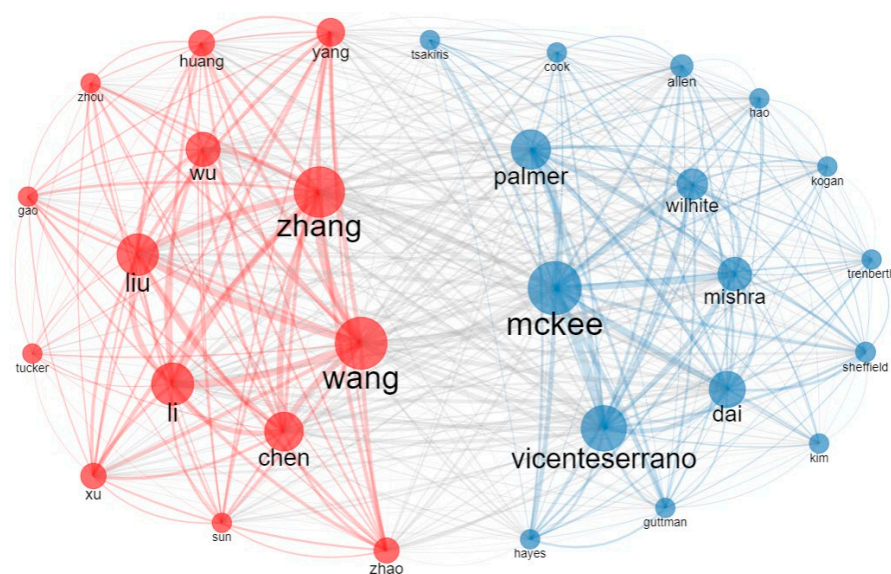 yang
huang
tsakiris
cook
allen
zhou
hao
wu
palmer
kogan
wilhite
gao
zhang
trenberth
liu
mishra
mckee
tucker
wang
sheffield
li
dai
chen
vicenteserrano
kim
xu
guttman
sun
hayes
zhao